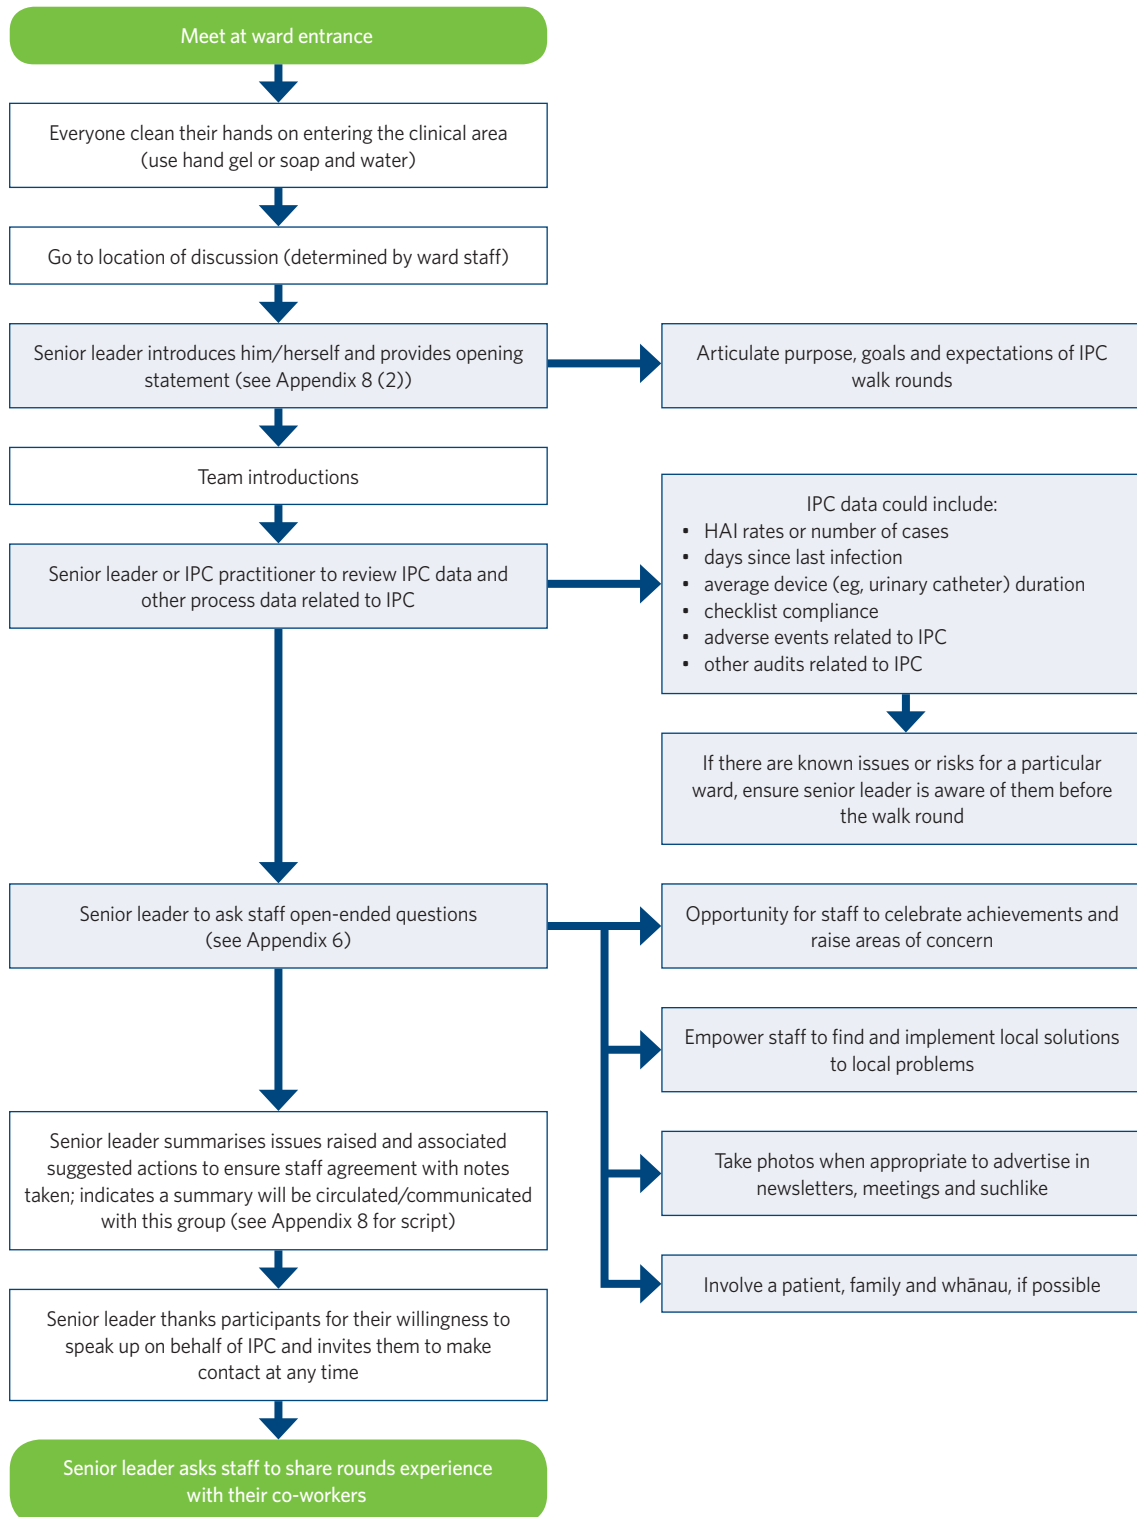 Meet at ward entrance
Everyone clean their hands on entering the clinical area
(use hand gel or soap and water)
Go to location of discussion (determined by ward staff)
Senior leader introduces him/herself and provides opening
statement (see Appendix 8 (2))
Articulate purpose, goals and expectations of IPC
walk rounds
Team introductions
Senior leader or IPC practitioner to review IPC data and
other process data related to IPC
IPC data could include:
• HAI rates or number of cases
• days since last infection
• average device (eg, urinary catheter) duration
• checklist compliance
• adverse events related to IPC
• other audits related to IPC
If there are known issues or risks for a particular
ward, ensure senior leader is aware of them before
the walk round
Senior leader to ask staff open-ended questions
(see Appendix 6)
Opportunity for staff to celebrate achievements and
raise areas of concern
Empower staff to find and implement local solutions
to local problems
Take photos when appropriate to advertise in
newsletters, meetings and suchlike
Involve a patient, family and whānau, if possible
Senior leader summarises issues raised and associated
suggested actions to ensure staff agreement with notes
taken; indicates a summary will be circulated/communicated
with this group (see Appendix 8 for script)
Senior leader thanks participants for their willingness to
speak up on behalf of IPC and invites them to make
contact at any time
Senior leader asks staff to share rounds experience
with their co-workers